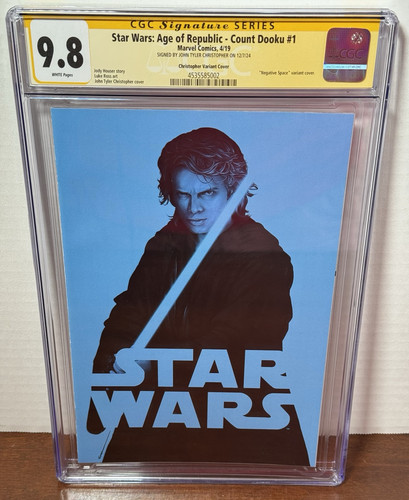 CGC Signature SERIES
9.8
WHITE Pages
Star Wars: Age of Republic - Count Dooku #1
Marvel Comics, 4/19
SIGNED BY JOHN TYLER CHRISTOPHER ON 12/7/24
Christopher Variant Cover
Jody Houser story
Luke Ross art
John Tyler Christopher cover
4535585002
"Negative Space" variant cover
CGC
STAR
WARS